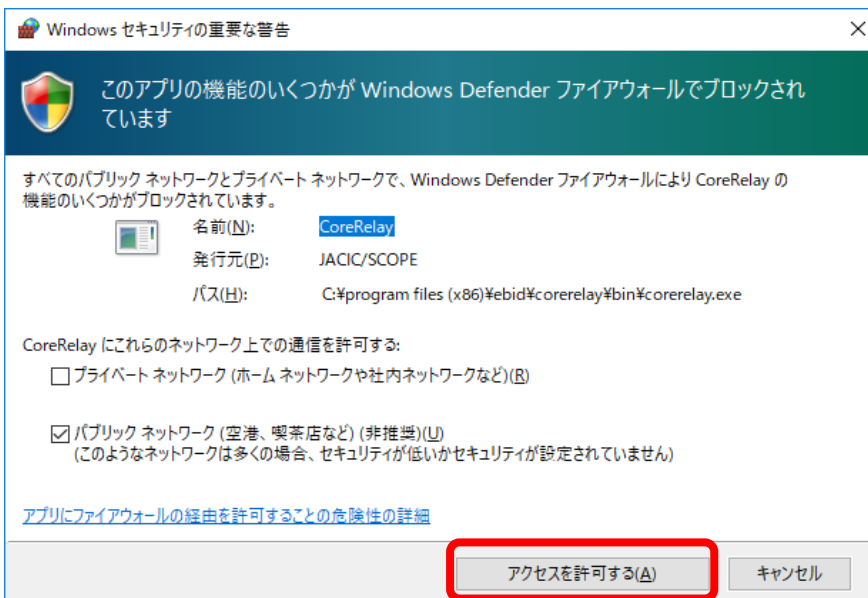 Windows セキュリティの重要な警告
このアプリの機能のいくつかが Windows Defender ファイアウォールでブロックされ
ています
すべてのパブリック ネットワークとプライベート ネットワークで、Windows Defender ファイアウォールにより CoreRelay の
機能のいくつかがブロックされています。
名前(N): CoreRelay
発行元(P): JACIC/SCOPE
パス(H): C:¥program files (x86)¥ebid¥corerelay¥bin¥corerelay.exe
CoreRelay にこれらのネットワーク上での通信を許可する:
プライベート ネットワーク (ホーム ネットワークや社内ネットワークなど)(R)
パブリック ネットワーク (空港、喫茶店など) (非推奨)(U)
(このようなネットワークは多くの場合、セキュリティが低いかセキュリティが設定されていません)
アプリにファイアウォールの経由を許可することの危険性の詳細
アクセスを許可する(A) キャンセル